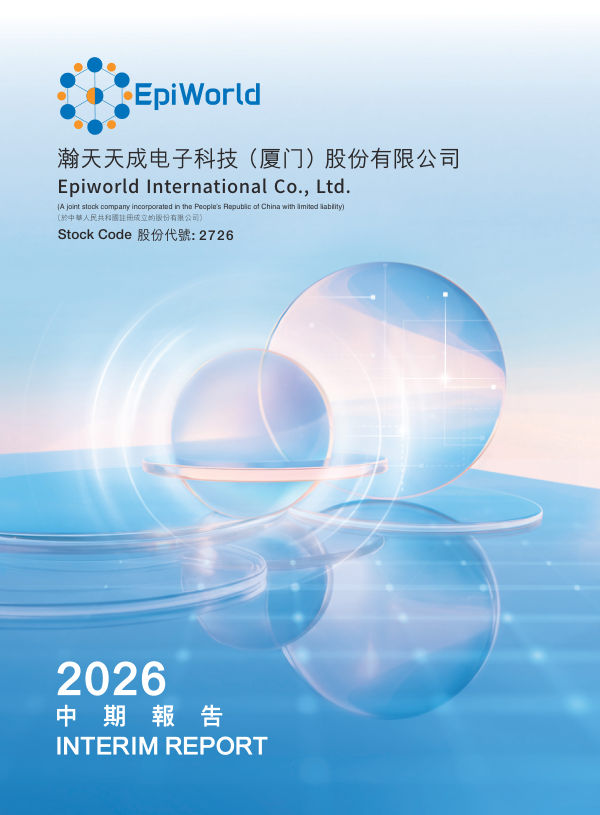 EpiWorld
瀚天天成电子科技（厦门）股份有限公司
Epiworld International Co., Ltd.
(A joint stock company incorporated in the People's Republic of China with limited liability)
（於中華人民共和國註冊成立的股份有限公司）
Stock Code 股份代號: 2726
2026
中期報告
INTERIM REPORT